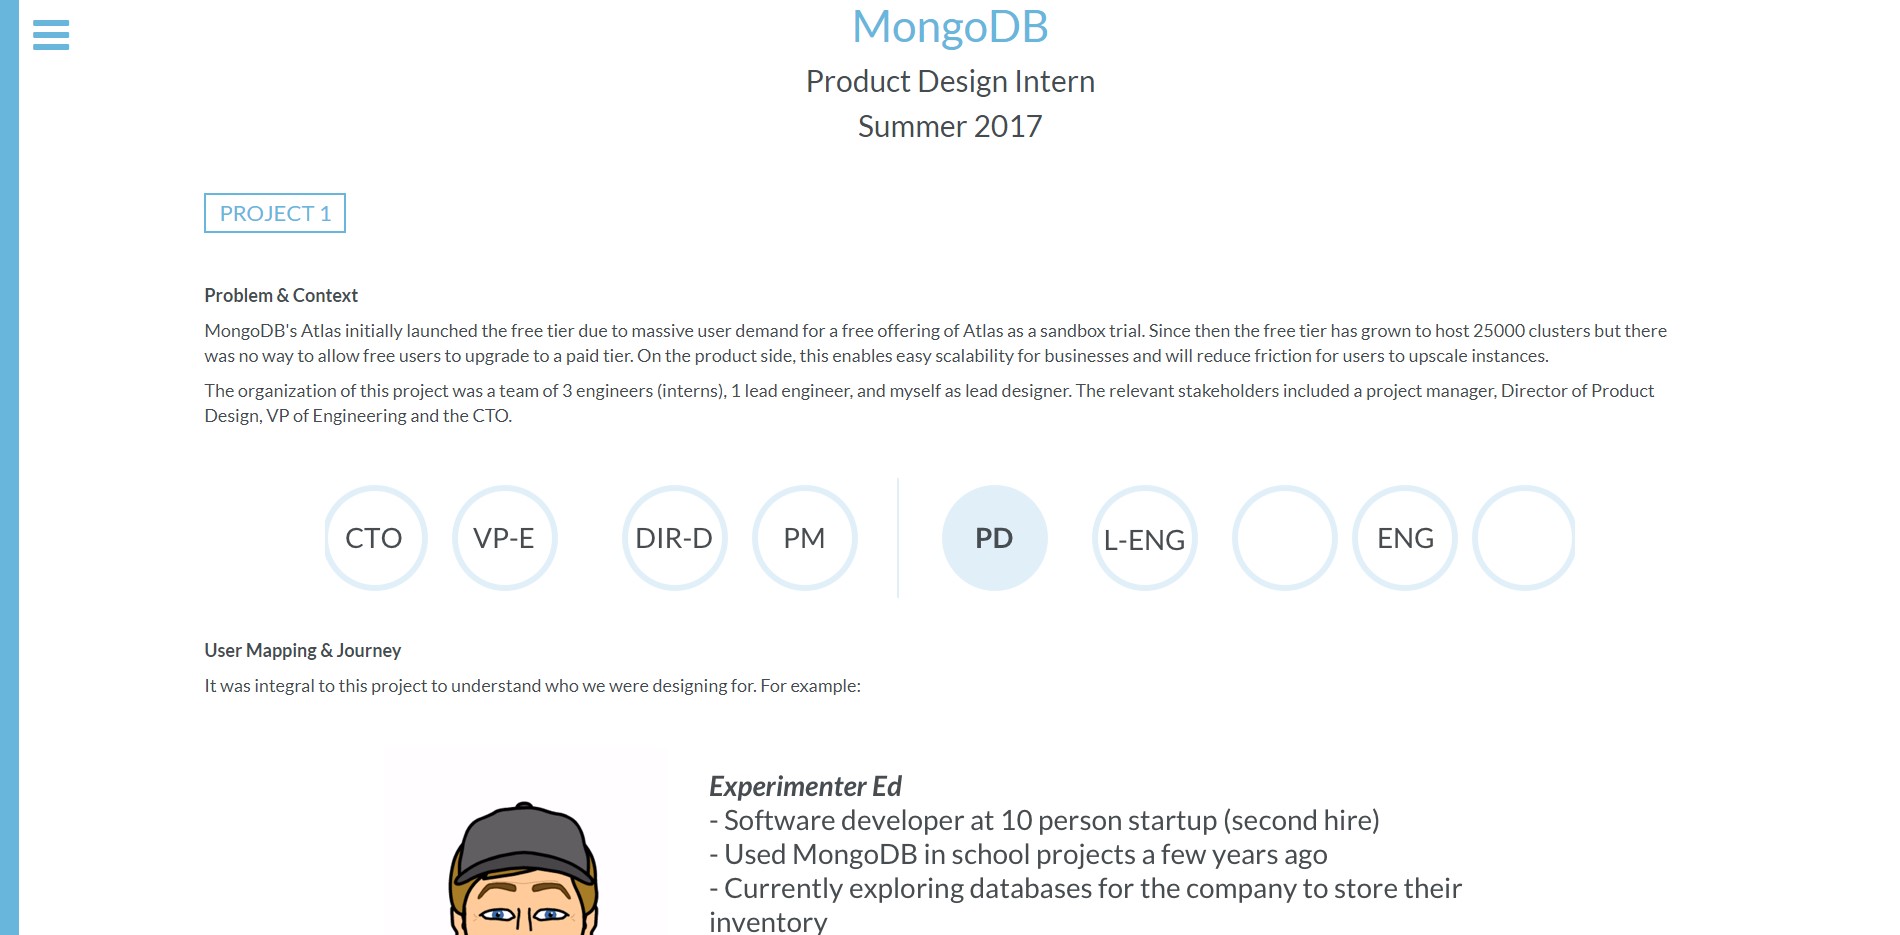 MongoDB
Product Design Intern
Summer 2017
PROJECT 1
Problem & Context
MongoDB's Atlas initially launched the free tier due to massive user demand for a free offering of Atlas as a sandbox trial. Since then the free tier has grown to host 25000 clusters but there
was no way to allow free users to upgrade to a paid tier. On the product side, this enables easy scalability for businesses and will reduce friction for users to upscale instances.
The organization of this project was a team of 3 engineers (interns), 1 lead engineer, and myself as lead designer. The relevant stakeholders included a project manager, Director of Product
Design, VP of Engineering and the CTO.
CTO VP-E DIR-D PM PD L-ENG ENG
User Mapping & Journey
It was integral to this project to understand who we were designing for. For example:
Experimenter Ed
- Software developer at 10 person startup (second hire)
- Used MongoDB in school projects a few years ago
- Currently exploring databases for the company to store their
inventory